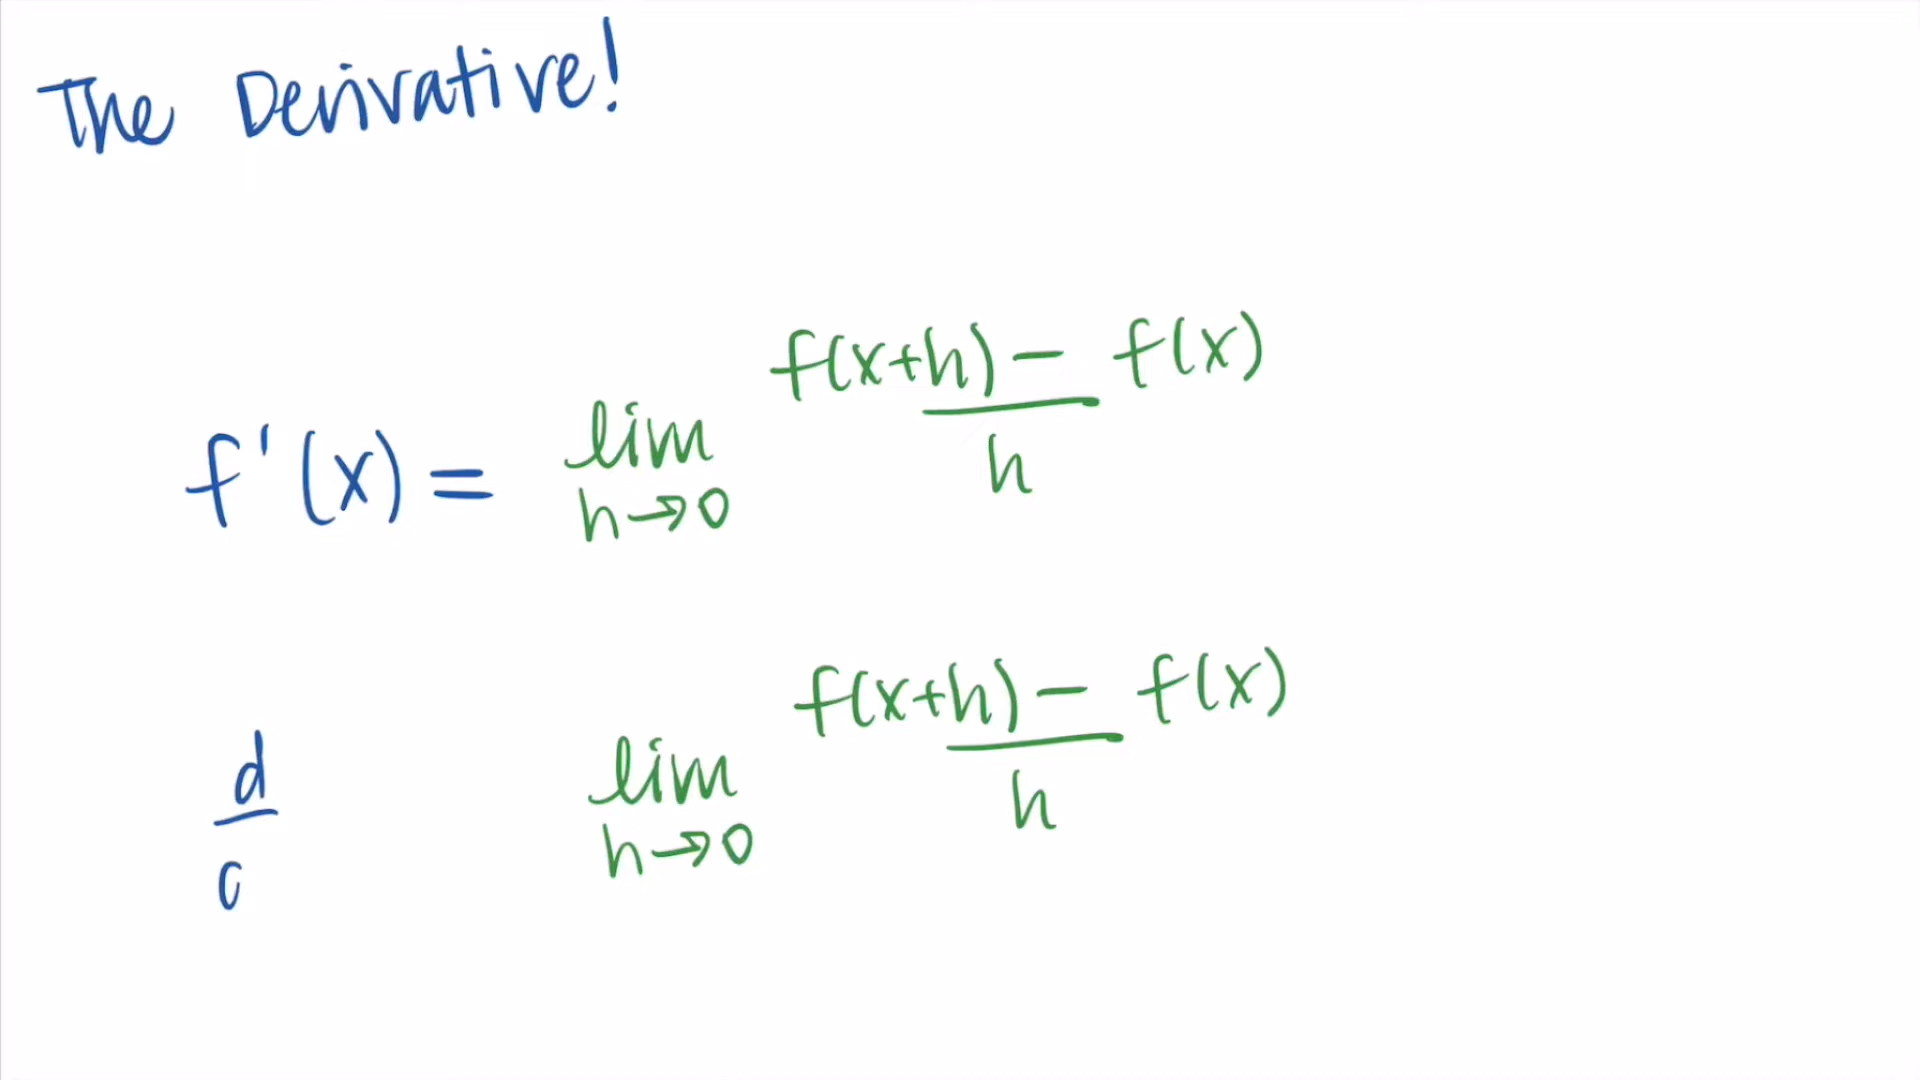 The Derivative!
f'(x) = lim h→0 f(x+h) − f(x) / h
d / c lim h→0 f(x+h) − f(x) / h